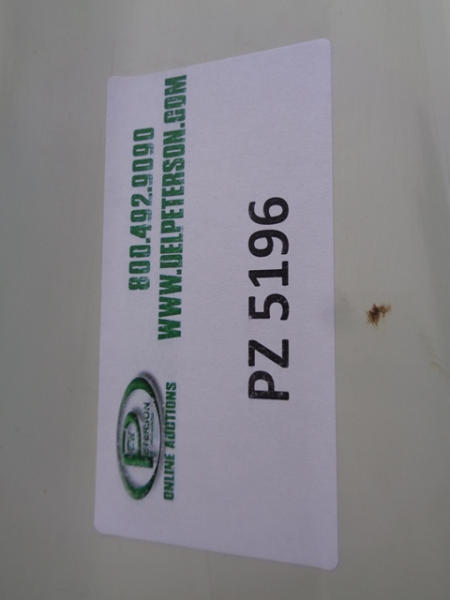 800.492.9090
WWW.DELPETERSON.COM
DEL
PETERSON
ONLINE AUCTIONS
PZ 5196